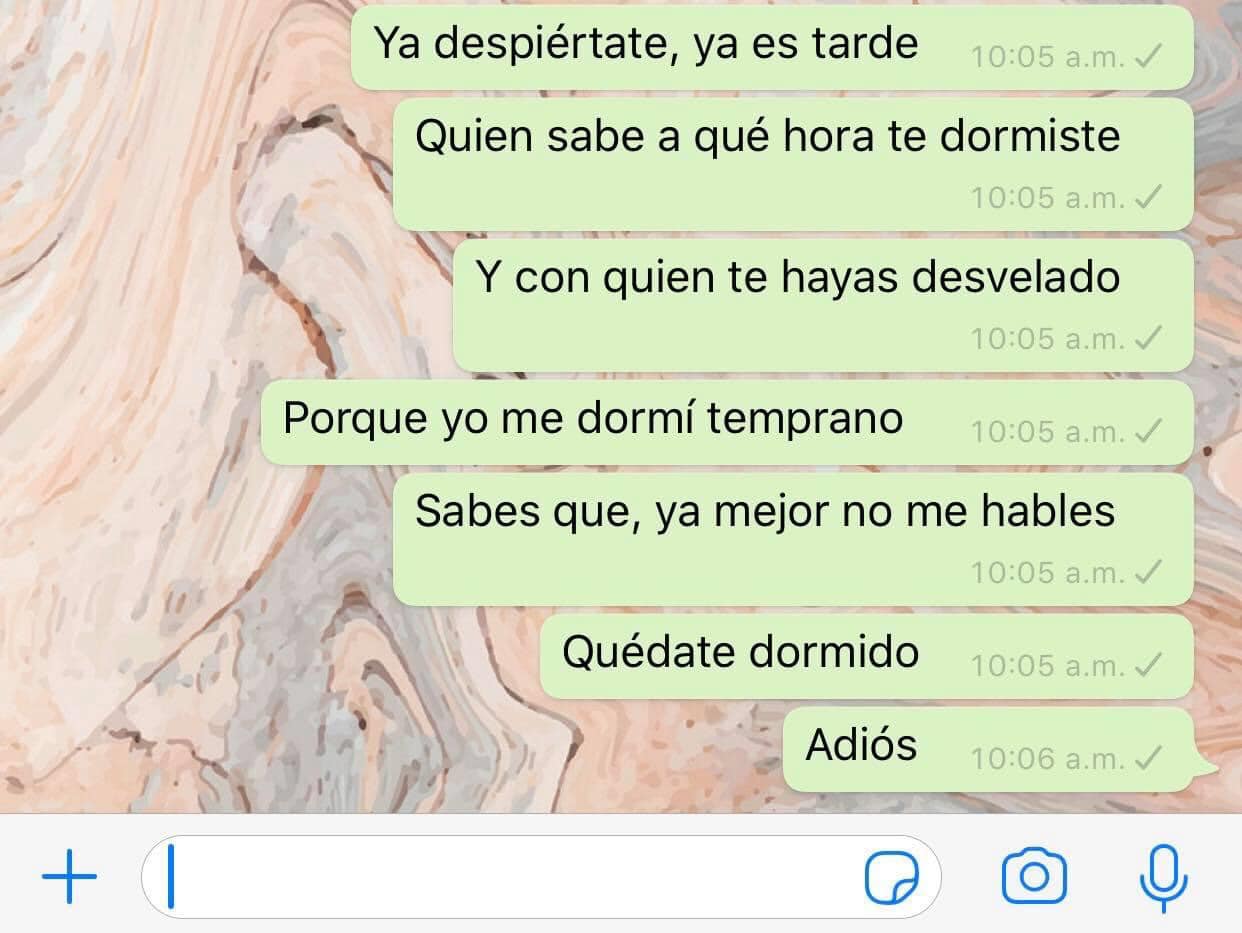 Ya despiértate, ya es tarde 10:05 a.m.
Quien sabe a qué hora te dormiste
10:05 a.m.
Y con quien te hayas desvelado
10:05 a.m.
Porque yo me dormí temprano 10:05 a.m.
Sabes que, ya mejor no me hables
10:05 a.m.
Quédate dormido 10:05 a.m.
Adiós 10:06 a.m.